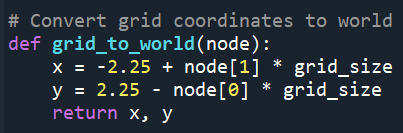 # Convert grid coordinates to world
def grid_to_world(node):
    x = -2.25 + node[1] * grid_size
    y = 2.25 - node[0] * grid_size
    return x, y